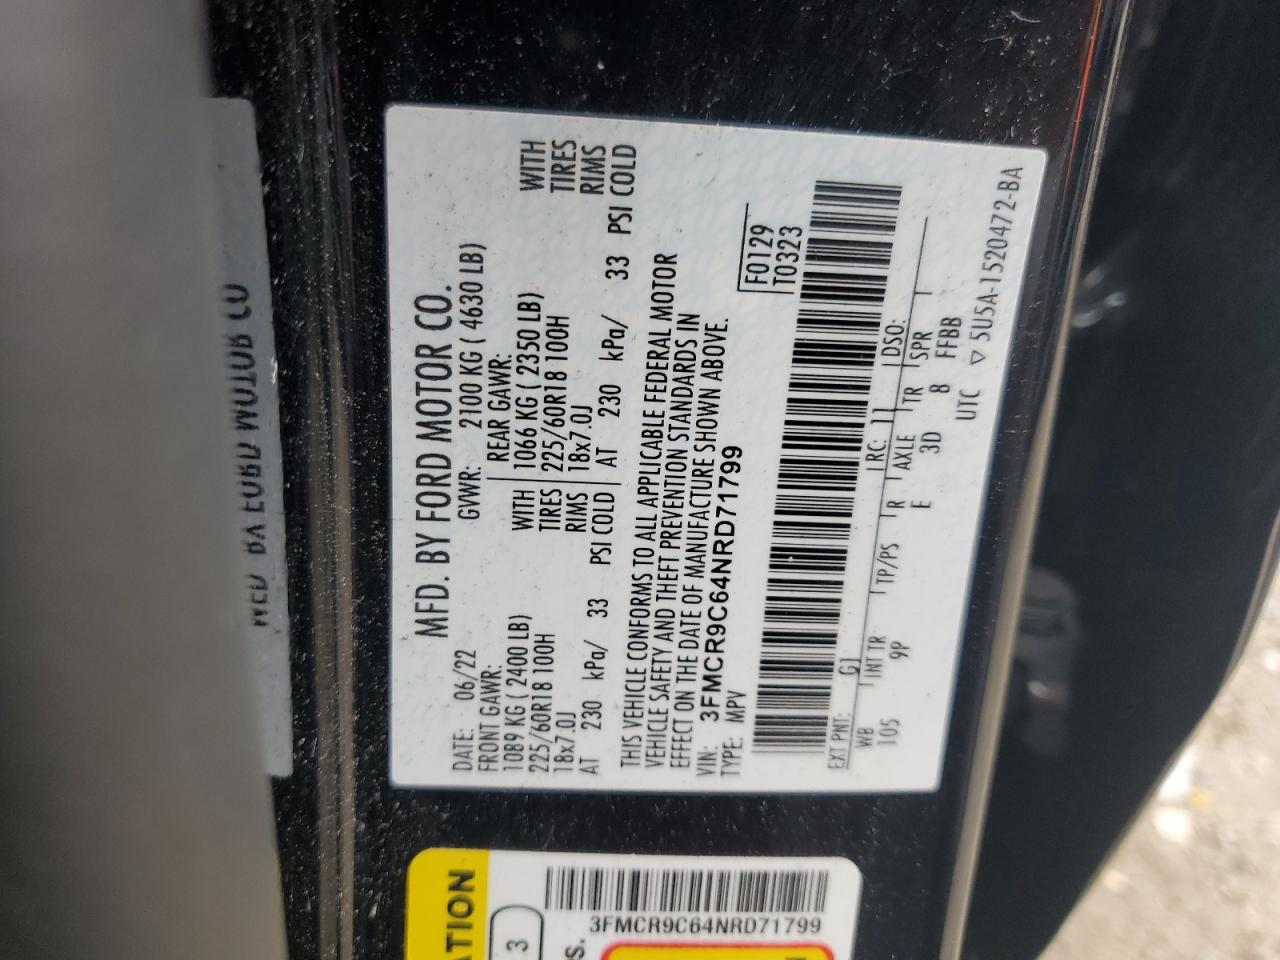 MFD. BY FORD MOTOR CO.
DATE: 06/22 GVWR: 2100 KG ( 4630 LB)
FRONT GAWR: REAR GAWR:
1089 KG ( 2400 LB) WITH 1066 KG ( 2350 LB) WITH
225/60R18 100H TIRES 225/60R18 100H TIRES
18x7.0J RIMS 18x7.0J RIMS
AT 230 kPa/ 33 PSI COLD AT 230 kPa/ 33 PSI COLD
THIS VEHICLE CONFORMS TO ALL APPLICABLE FEDERAL MOTOR
VEHICLE SAFETY AND THEFT PREVENTION STANDARDS IN
EFFECT ON THE DATE OF MANUFACTURE SHOWN ABOVE.
VIN: 3FMCR9C64NRD71799
TYPE: MPV
F0129
T0323
EXT PNT: G1 RC: 11 DSO:
WB INT TR TP/PS R AXLE TR SPR
105 9P E 3D 8 FFBB
UTC ▽ 5U5A-1520472-BA
ATION
3
3FMCR9C64NRD71799
S.